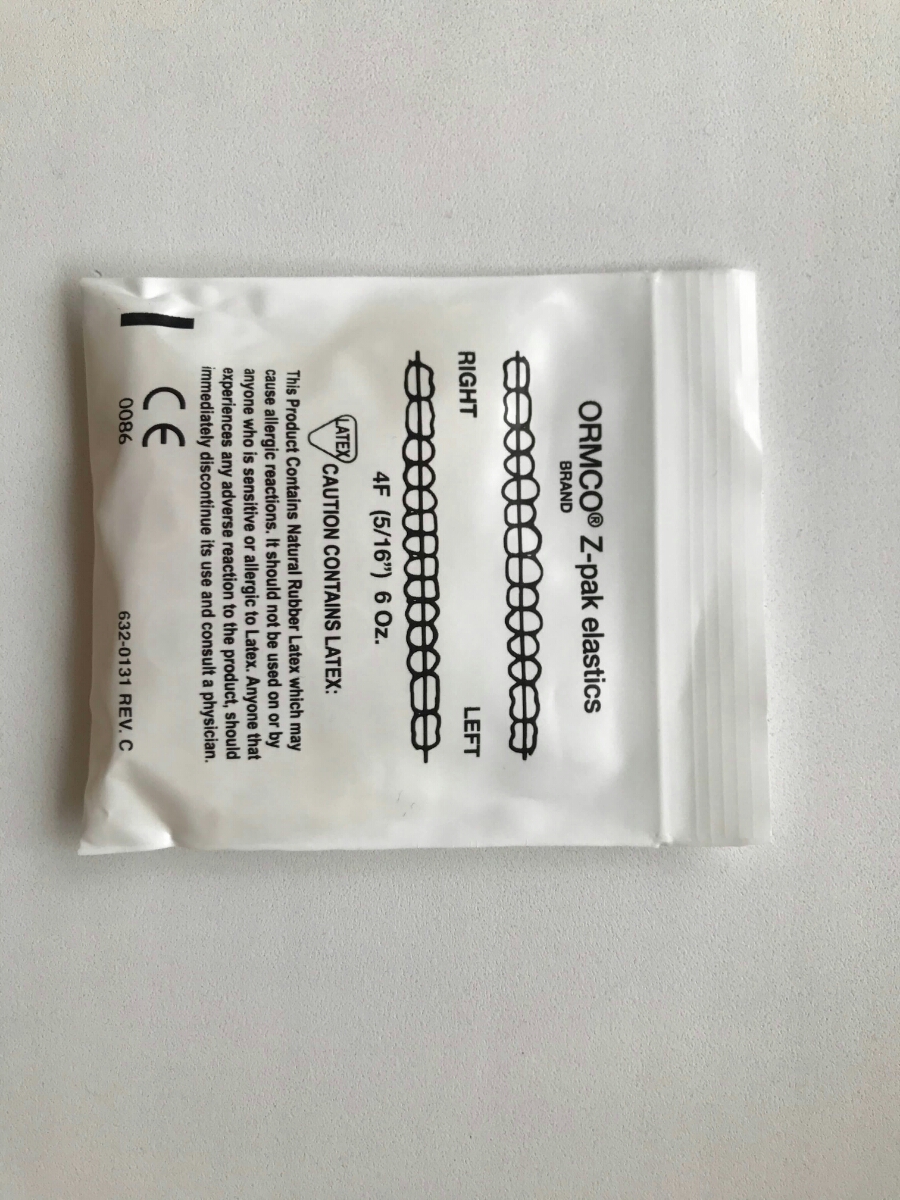 ORMCO® Z-pak elastics
BRAND
RIGHT LEFT
4F (5/16”) 6 Oz.
LATEX CAUTION CONTAINS LATEX:
This Product Contains Natural Rubber Latex which may
cause allergic reactions. It should not be used on or by
anyone who is sensitive or allergic to Latex. Anyone that
experiences any adverse reaction to the product, should
immediately discontinue its use and consult a physician.
CE
0086 632-0131 REV. C